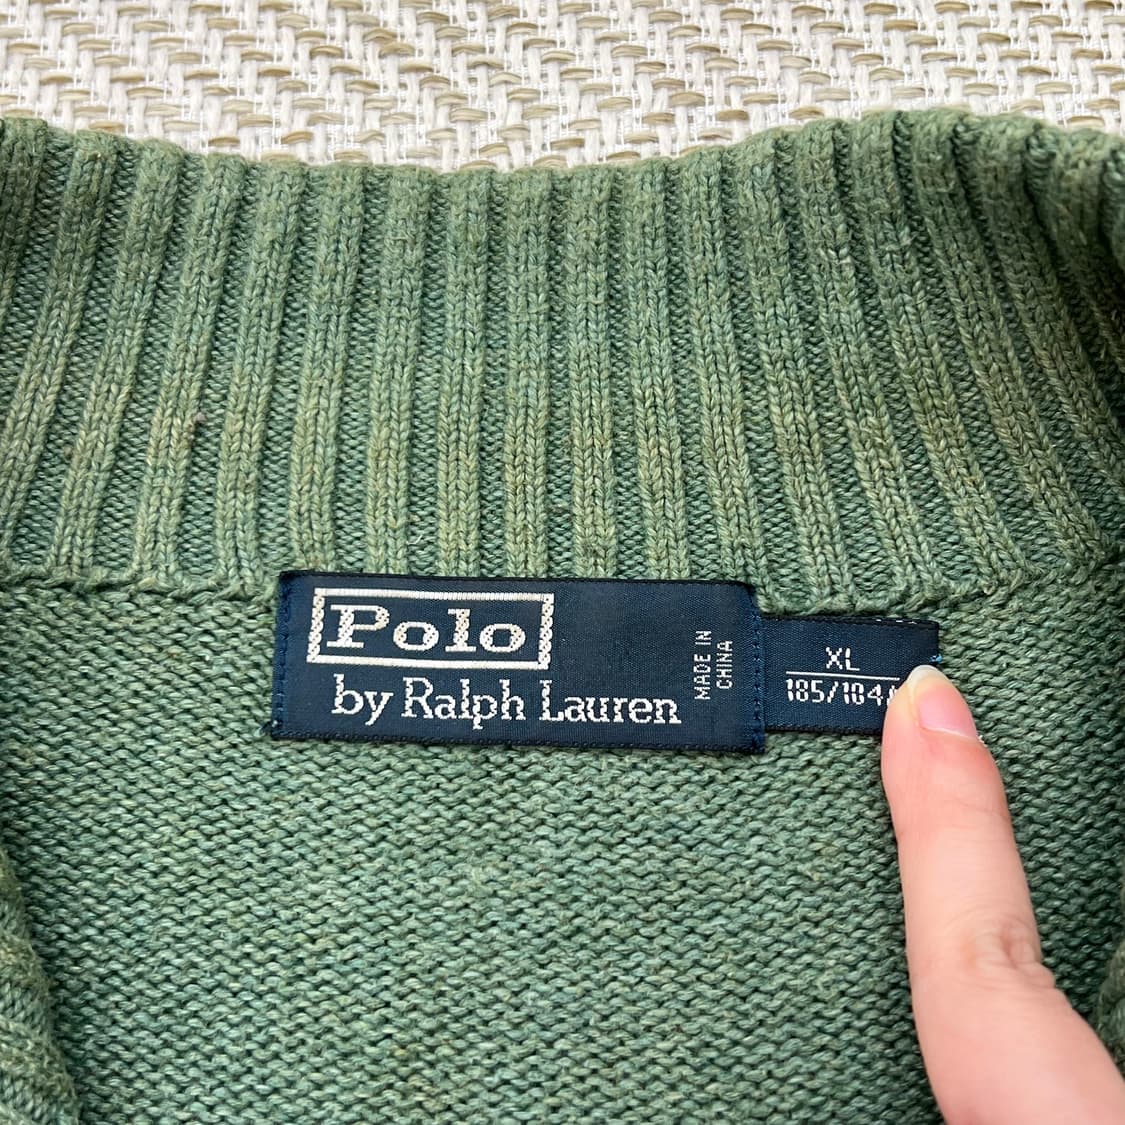 Polo
by Ralph Lauren
MADE IN
CHINA
XL
185/104